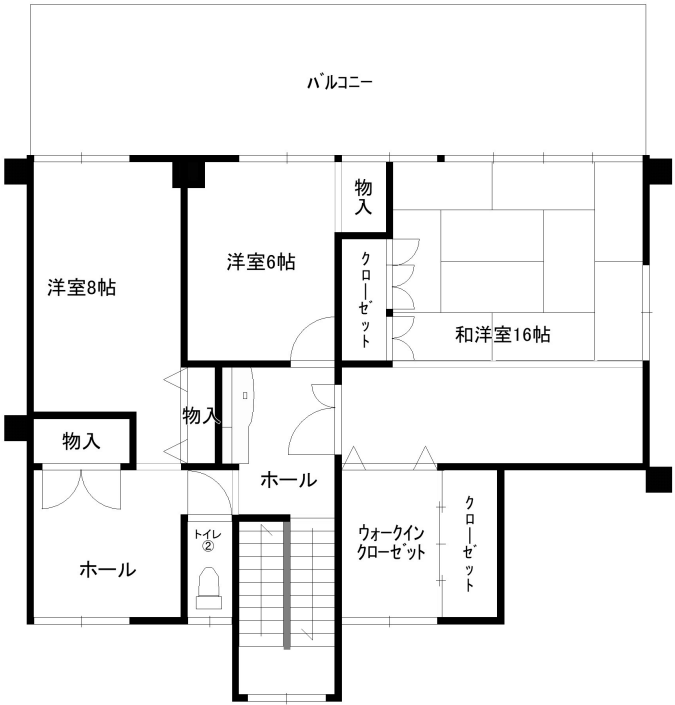 バルコニー
物
入
洋室6帖
クローゼット
洋室8帖
和洋室16帖
物入
物入
ホール
トイレ
②
ウォークイン
クローゼット
クローゼット
ホール